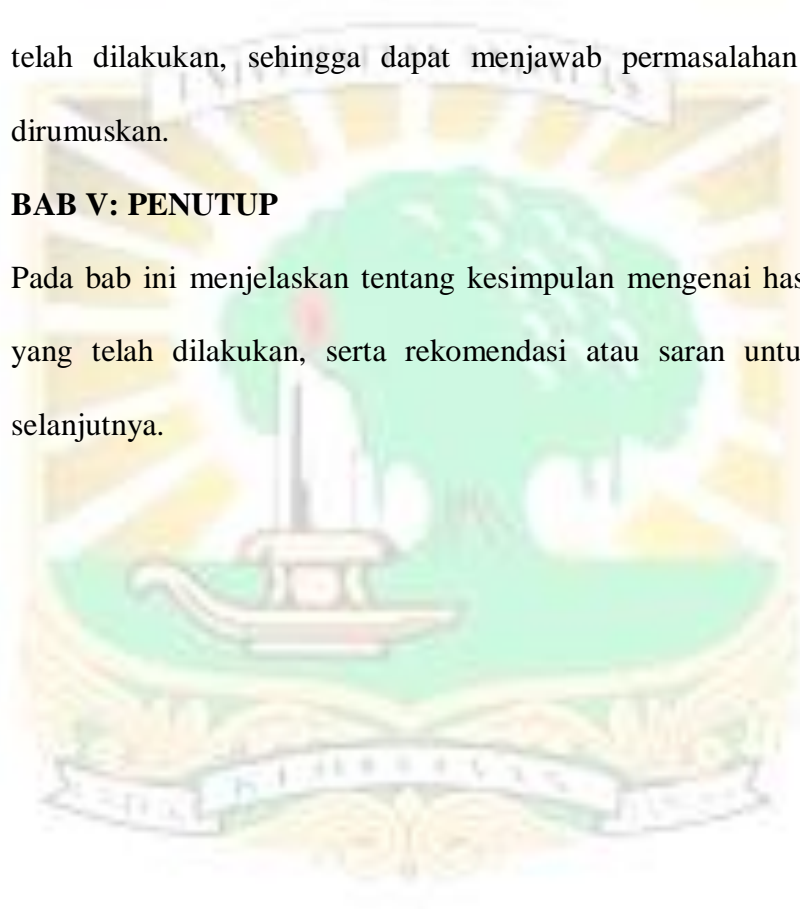 telah dilakukan, sehingga dapat menjawab permasalahan
dirumuskan.
BAB V: PENUTUP
Pada bab ini menjelaskan tentang kesimpulan mengenai has
yang telah dilakukan, serta rekomendasi atau saran untu
selanjutnya.